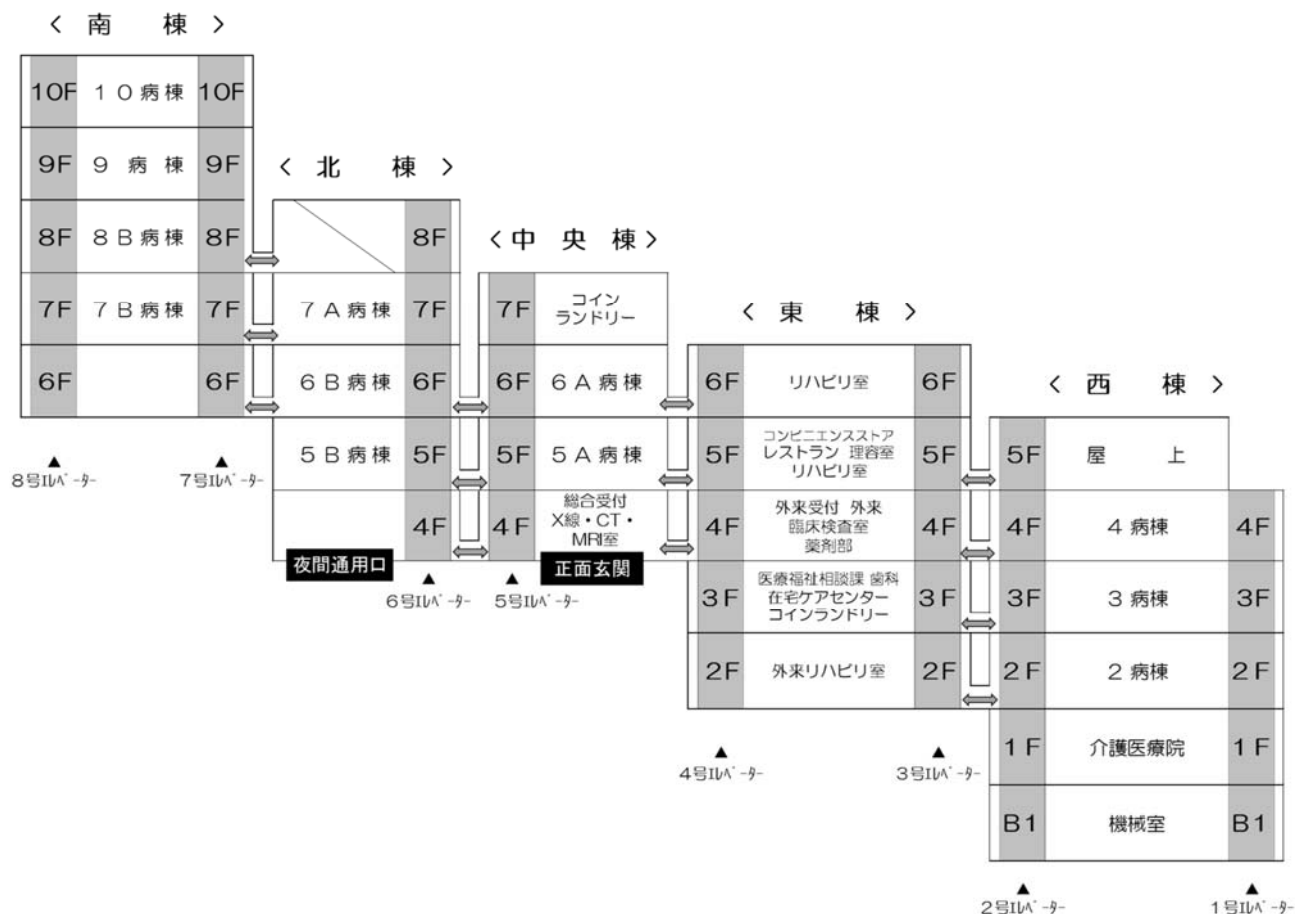 < 南 棟 >
10F 10病棟 10F
9F 9 病 棟 9F
8F 8B病棟 8F
7F 7B病棟 7F
6F 6F
▲ ▲
8号ｴﾚﾍﾞｰﾀｰ 7号ｴﾚﾍﾞｰﾀｰ
< 北 棟 >
8F
7A病棟 7F
6B病棟 6F
5B病棟 5F
4F
夜間通用口
▲
6号ｴﾚﾍﾞｰﾀｰ
<中 央 棟>
7F コイン
ランドリー
6F 6A病棟
5F 5A病棟
総合受付
4F X線・CT・
MRI室
正面玄関
▲
5号ｴﾚﾍﾞｰﾀｰ
< 東 棟 >
6F リハビリ室 6F
コンビニエンスストア
5F レストラン 理容室 5F
リハビリ室
外来受付 外来
4F 臨床検査室 4F
薬剤部
医療福祉相談課 歯科
3F 在宅ケアセンター 3F
コインランドリー
2F 外来リハビリ室 2F
▲ ▲
4号ｴﾚﾍﾞｰﾀｰ 3号ｴﾚﾍﾞｰﾀｰ
< 西 棟 >
5F 屋 上
4F 4 病棟 4F
3F 3 病棟 3F
2F 2 病棟 2F
1F 介護医療院 1F
B1 機械室 B1
▲ ▲
2号ｴﾚﾍﾞｰﾀｰ 1号ｴﾚﾍﾞｰﾀｰ